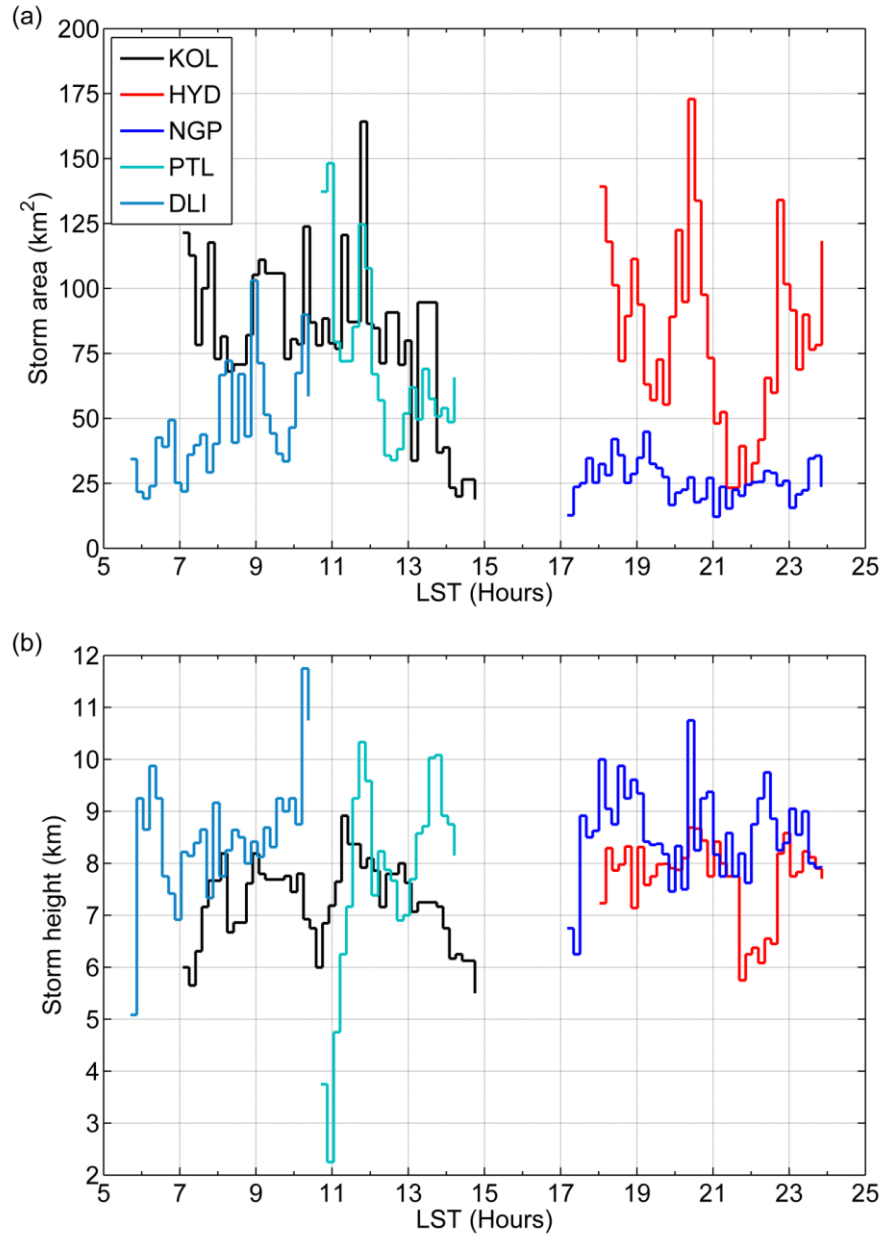 (a)
200
175
150
125
100
75
50
25
0
Storm area (km²)
KOL
HYD
NGP
PTL
DLI
5 7 9 11 13 15 17 19 21 23 25
LST (Hours)
(b)
12
11
10
9
8
7
6
5
4
3
2
Storm height (km)
5 7 9 11 13 15 17 19 21 23 25
LST (Hours)